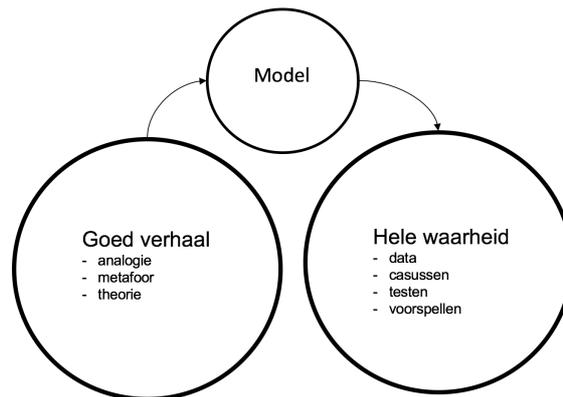 Model
Goed verhaal
- analogie
- metafoor
- theorie
Hele waarheid
- data
- casussen
- testen
- voorspellen